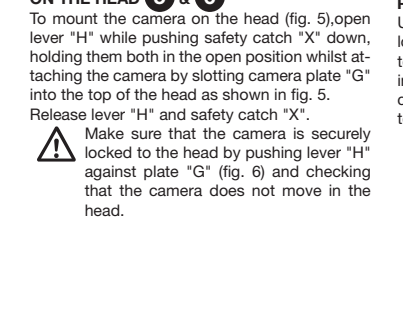 ON THE HEAD 5 & 6
To mount the camera on the head (fig. 5),open
lever "H" while pushing safety catch "X" down,
holding them both in the open position whilst at-
taching the camera by slotting camera plate "G"
into the top of the head as shown in fig. 5.
Release lever "H" and safety catch "X".
Make sure that the camera is securely
locked to the head by pushing lever "H"
against plate "G" (fig. 6) and checking
that the camera does not move in the
head.